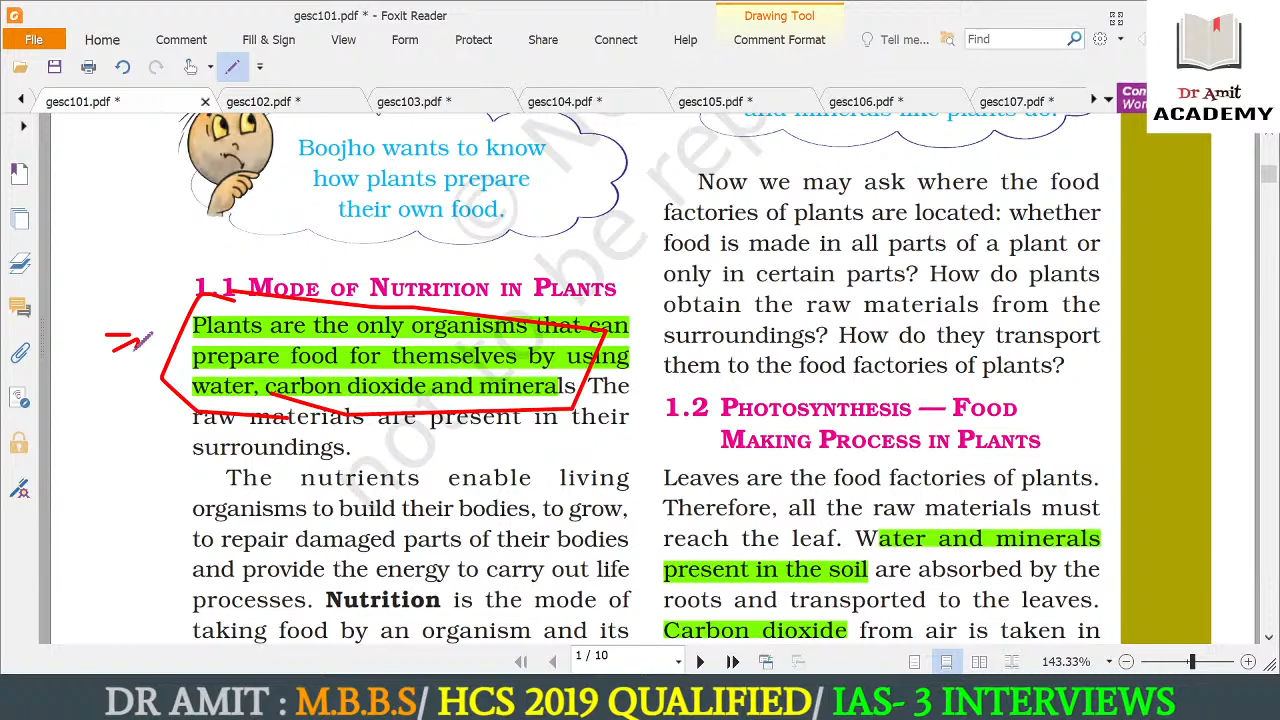 gesc101.pdf * - Foxit Reader
Drawing Tool
File Home Comment Fill & Sign View Form Protect Share Connect Help Comment Format Tell me... Find
gesc101.pdf * gesc102.pdf * gesc103.pdf * gesc104.pdf * gesc105.pdf * gesc106.pdf * gesc107.pdf *
Dr Amit
ACADEMY
Boojho wants to know
how plants prepare
their own food.
1.1 MODE OF NUTRITION IN PLANTS
Plants are the only organisms that can
prepare food for themselves by using
water, carbon dioxide and minerals. The
raw materials are present in their
surroundings.
The nutrients enable living
organisms to build their bodies, to grow,
to repair damaged parts of their bodies
and provide the energy to carry out life
processes. Nutrition is the mode of
taking food by an organism and its
and minerals like plants do.
Now we may ask where the food
factories of plants are located: whether
food is made in all parts of a plant or
only in certain parts? How do plants
obtain the raw materials from the
surroundings? How do they transport
them to the food factories of plants?
1.2 PHOTOSYNTHESIS — FOOD
MAKING PROCESS IN PLANTS
Leaves are the food factories of plants.
Therefore, all the raw materials must
reach the leaf. Water and minerals
present in the soil are absorbed by the
roots and transported to the leaves.
Carbon dioxide from air is taken in
not to be rep
1 / 10
143.33%
DR AMIT : M.B.B.S/ HCS 2019 QUALIFIED/ IAS- 3 INTERVIEWS